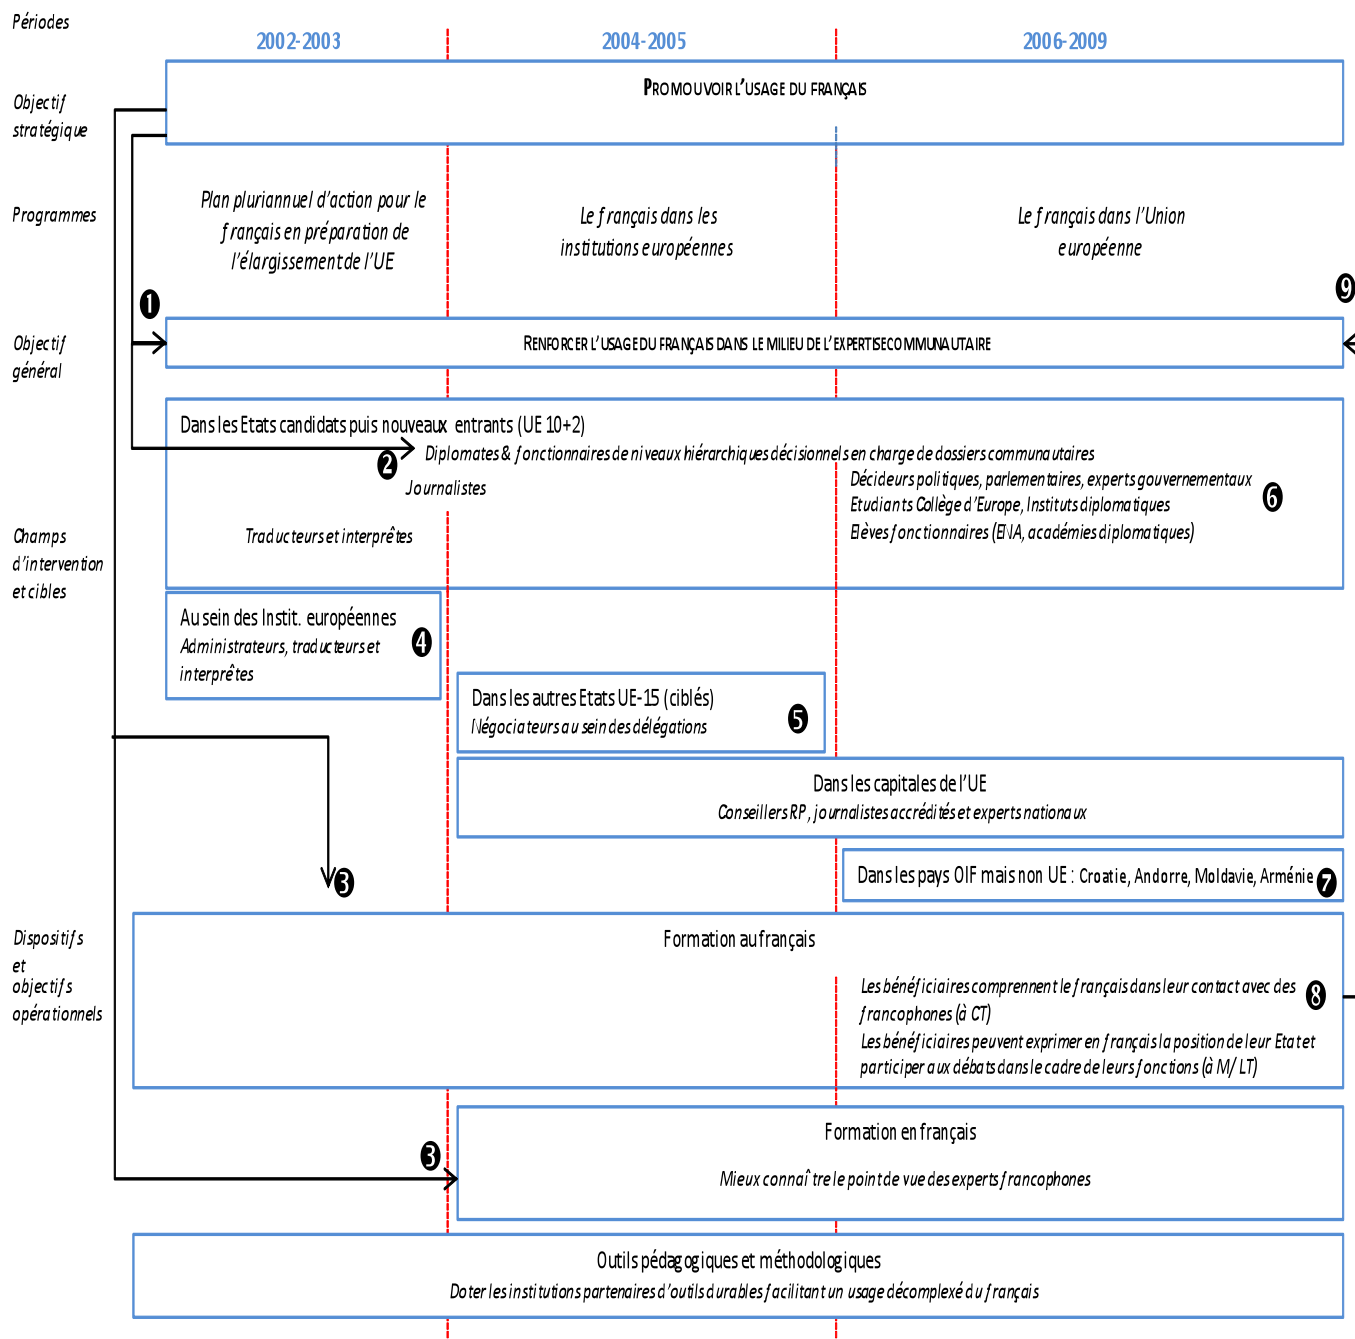 Périodes
2002-2003
2004-2005
2006-2009
Objectif
stratégique
PROMOUVOIR L'USAGE DU FRANÇAIS
Programmes
Plan pluriannuel d'action pour le
français en préparation de
l'élargissement de l'UE
Le français dans les
institutions européennes
Le français dans l'Union
européenne
1
9
Objectif
général
RENFORCER L'USAGE DU FRANÇAIS DANS LE MILIEU DE L'EXPERTISE COMMUNAUTAIRE
Champs
d'intervention
et cibles
Dans les Etats candidats puis nouveaux entrants (UE 10+2)
2
Diplomates & fonctionnaires de niveaux hiérarchiques décisionnels en charge de dossiers communautaires
Journalistes
Traducteurs et interprêtes
Décideurs politiques, parlementaires, experts gouvernementaux
Etudiants Collège d'Europe, Instituts diplomatiques
Elèves fonctionnaires (ENA, académies diplomatiques)
6
Au sein des Instit. européennes
Administrateurs, traducteurs et
interprêtes
4
Dans les autres Etats UE-15 (ciblés)
Négociateurs au sein des délégations
5
Dans les capitales de l'UE
Conseillers RP, journalistes accrédités et experts nationaux
Dans les pays OIF mais non UE : Croatie, Andorre, Moldavie, Arménie
7
3
Dispositifs
et
objectifs
opérationnels
Formation au français
Les bénéficiaires comprennent le français dans leur contact avec des
francophones (à CT)
Les bénéficiaires peuvent exprimer en français la position de leur Etat et
participer aux débats dans le cadre de leurs fonctions (à M/ LT)
8
3
Formation en français
Mieux connaître le point de vue des experts francophones
Outils pédagogiques et méthodologiques
Doter les institutions partenaires d'outils durables facilitant un usage décomplexé du français